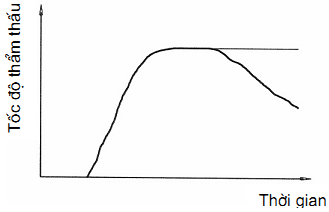 Tốc độ thẩm thấu
Thời gian